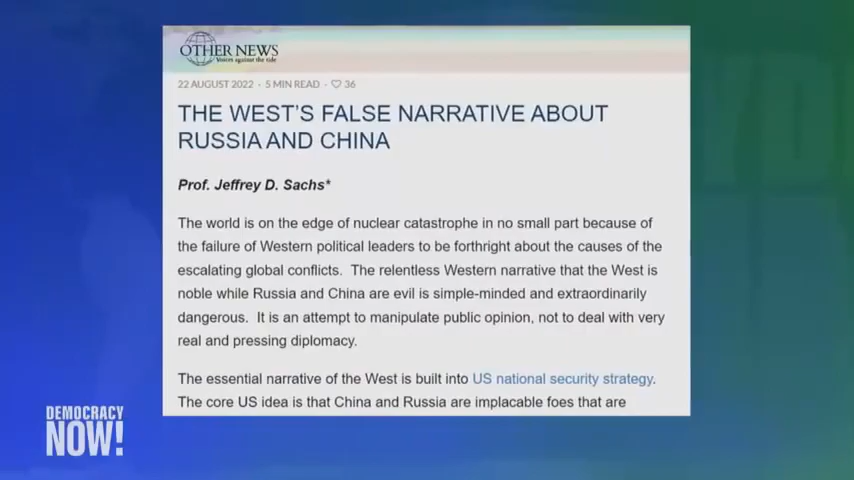 OTHER NEWS
Voices against the tide
22 AUGUST 2022 - 5 MIN READ - ♡ 36
THE WEST'S FALSE NARRATIVE ABOUT
RUSSIA AND CHINA
Prof. Jeffrey D. Sachs*
The world is on the edge of nuclear catastrophe in no small part because of
the failure of Western political leaders to be forthright about the causes of the
escalating global conflicts. The relentless Western narrative that the West is
noble while Russia and China are evil is simple-minded and extraordinarily
dangerous. It is an attempt to manipulate public opinion, not to deal with very
real and pressing diplomacy.
The essential narrative of the West is built into US national security strategy.
The core US idea is that China and Russia are implacable foes that are
DEMOCRACY
NOW!